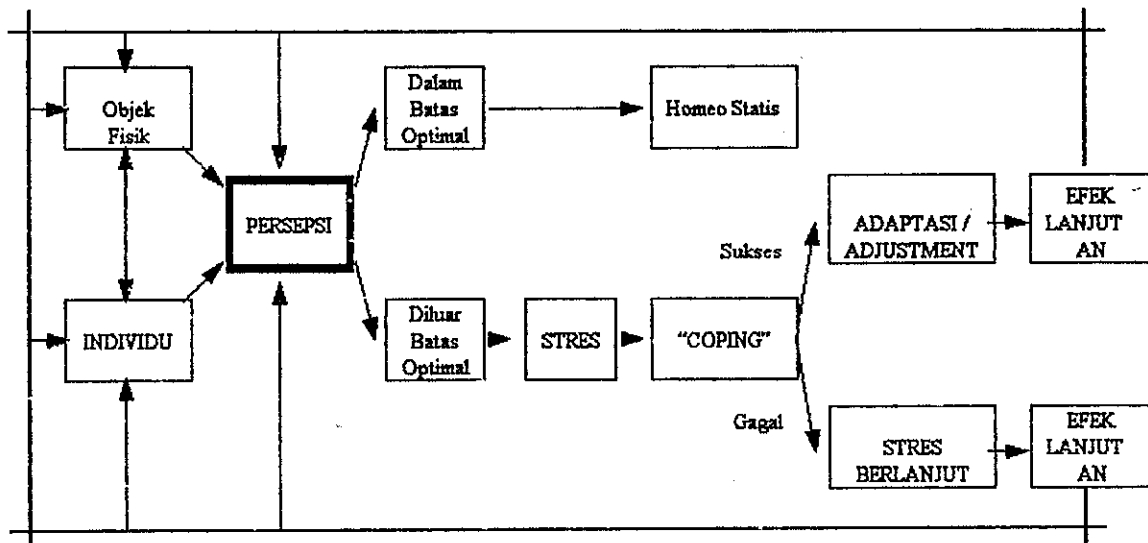 Objek
Fisik
Dalam
Batas
Optimal
Homeo Statis
PERSEPSI
ADAPTASI /
ADJUSTMENT
EFEK
LANJUT
AN
Sukses
INDIVIDU
Diluar
Batas
Optimal
STRES
“COPING”
Gagal
STRES
BERLANJUT
EFEK
LANJUT
AN